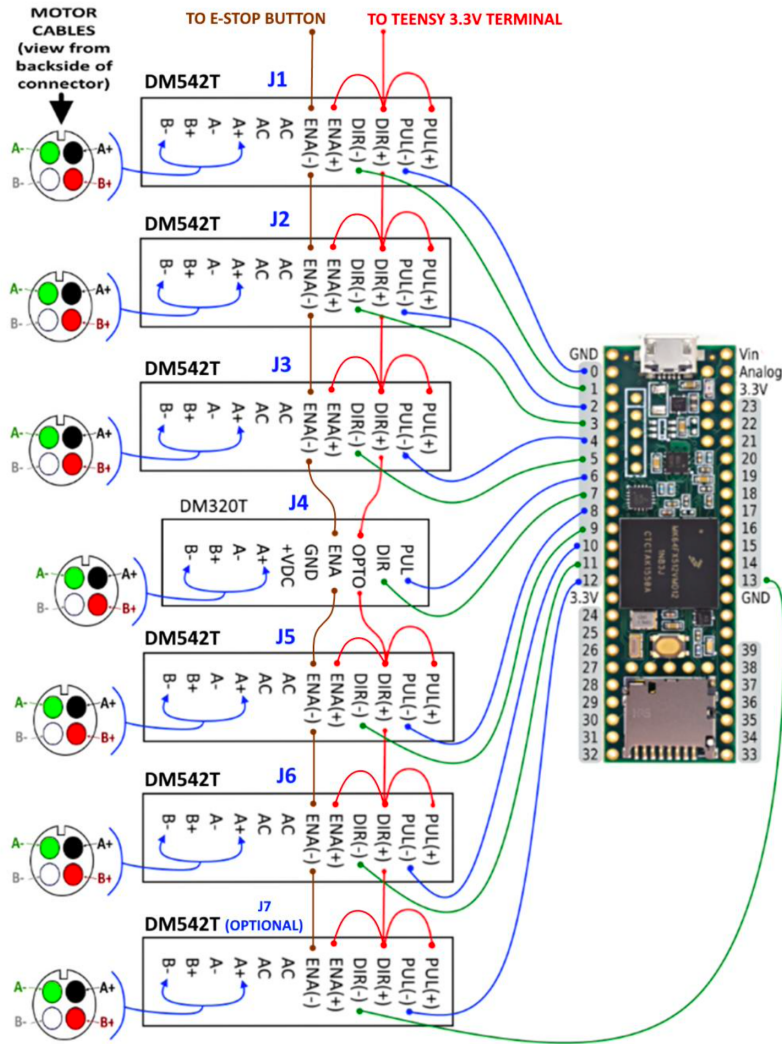 MOTOR
CABLES
(view from
backside of
connector)
TO E-STOP BUTTON
TO TEENSY 3.3V TERMINAL
DM542T
J1
B-
B+
A-
A+
AC
AC
ENA(-)
ENA(+)
DIR(-)
DIR(+)
PUL(-)
PUL(+)
A-
A+
B-
B+
DM542T
J2
B-
B+
A-
A+
AC
AC
ENA(-)
ENA(+)
DIR(-)
DIR(+)
PUL(-)
PUL(+)
A-
A+
B-
B+
DM542T
J3
B-
B+
A-
A+
AC
AC
ENA(-)
ENA(+)
DIR(-)
DIR(+)
PUL(-)
PUL(+)
A-
A+
B-
B+
DM320T
J4
B-
B+
A-
A+
+VDC
GND
ENA
OPTO
DIR
PUL
A-
A+
B-
B+
DM542T
J5
B-
B+
A-
A+
AC
AC
ENA(-)
ENA(+)
DIR(-)
DIR(+)
PUL(-)
PUL(+)
A-
A+
B-
B+
DM542T
J6
B-
B+
A-
A+
AC
AC
ENA(-)
ENA(+)
DIR(-)
DIR(+)
PUL(-)
PUL(+)
A-
A+
B-
B+
DM542T
J7
(OPTIONAL)
B-
B+
A-
A+
AC
AC
ENA(-)
ENA(+)
DIR(-)
DIR(+)
PUL(-)
PUL(+)
A-
A+
B-
B+
GND
0
1
2
3
4
5
6
7
8
9
10
11
12
3.3V
24
25
26
27
28
29
30
31
32
Vin
Analog
3.3V
23
22
21
20
19
18
17
16
15
14
13
GND
39
38
37
36
35
34
33